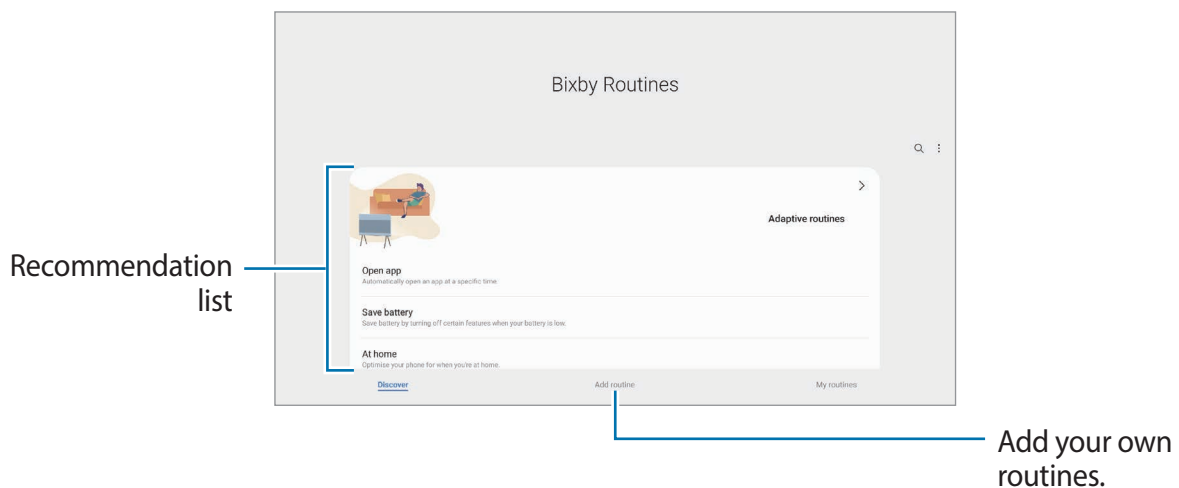 Bixby Routines
Adaptive routines
Recommendation
list
Open app
Automatically open an app at a specific time.
Save battery
Save battery by turning off certain features when your battery is low.
At home
Optimise your phone for when you're at home.
Discover
Add routine
My routines
Add your own
routines.